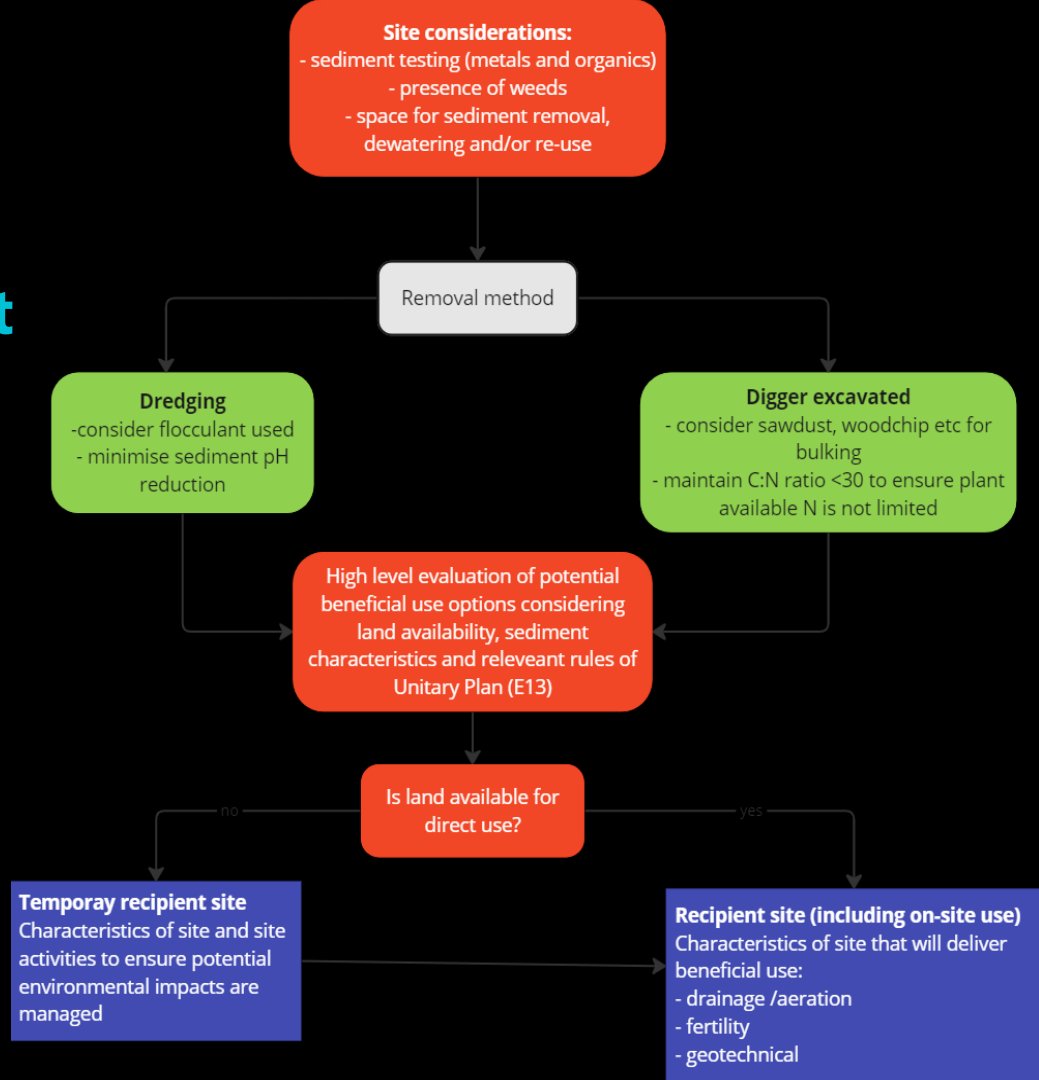 Site considerations:
- sediment testing (metals and organics)
- presence of weeds
- space for sediment removal,
dewatering and/or re-use
t
Removal method
Dredging
-consider flocculant used
- minimise sediment pH
reduction
Digger excavated
- consider sawdust, woodchip etc for
bulking
- maintain C:N ratio <30 to ensure plant
available N is not limited
High level evaluation of potential
beneficial use options considering
land availability, sediment
characteristics and releveant rules of
Unitary Plan (E13)
Is land available for
direct use?
no
yes
Temporay recipient site
Characteristics of site and site
activities to ensure potential
environmental impacts are
managed
Recipient site (including on-site use)
Characteristics of site that will deliver
beneficial use:
- drainage /aeration
- fertility
- geotechnical